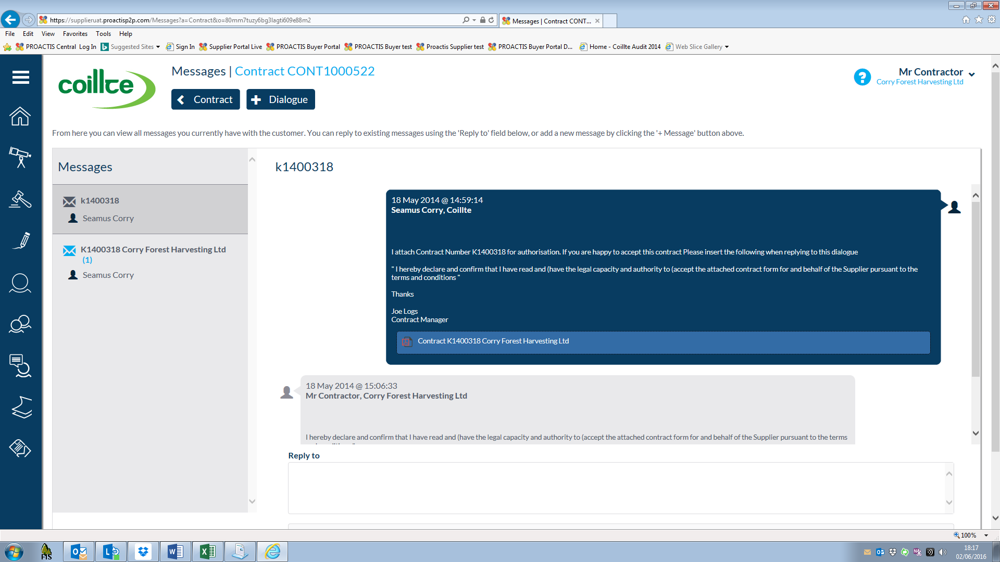 https://supplieruat.proactisp2p.com/Messages?a=Contract&o=80mm7tuzy6bg3lagti609e88m2
Messages | Contract CONT...
File Edit View Favorites Tools Help
PROACTIS Central Log In Suggested Sites Sign In Supplier Portal Live PROACTIS Buyer Portal PROACTIS Buyer test Proactis Supplier test PROACTIS Buyer Portal D... Home - Coillte Audit 2014 Web Slice Gallery
coillte
Messages | Contract CONT1000522
Contract
Dialogue
?
Mr Contractor
Corry Forest Harvesting Ltd
From here you can view all messages you currently have with the customer. You can reply to existing messages using the 'Reply to' field below, or add a new message by clicking the '+ Message' button above.
Messages
k1400318
Seamus Corry
K1400318 Corry Forest Harvesting Ltd
(1)
Seamus Corry
k1400318
18 May 2014 @ 14:59:14
Seamus Corry, Coillte
I attach Contract Number K1400318 for authorisation. If you are happy to accept this contract Please insert the following when replying to this dialogue
" I hereby declare and confirm that I have read and (have the legal capacity and authority to (accept the attached contract form for and behalf of the Supplier pursuant to the
terms and conditions "
Thanks
Joe Logs
Contract Manager
Contract K1400318 Corry Forest Harvesting Ltd
18 May 2014 @ 15:06:33
Mr Contractor, Corry Forest Harvesting Ltd
I hereby declare and confirm that I have read and (have the legal capacity and authority to (accept the attached contract form for and behalf of the Supplier pursuant to the terms
Reply to
100%
FTS
18:17
02/06/2016